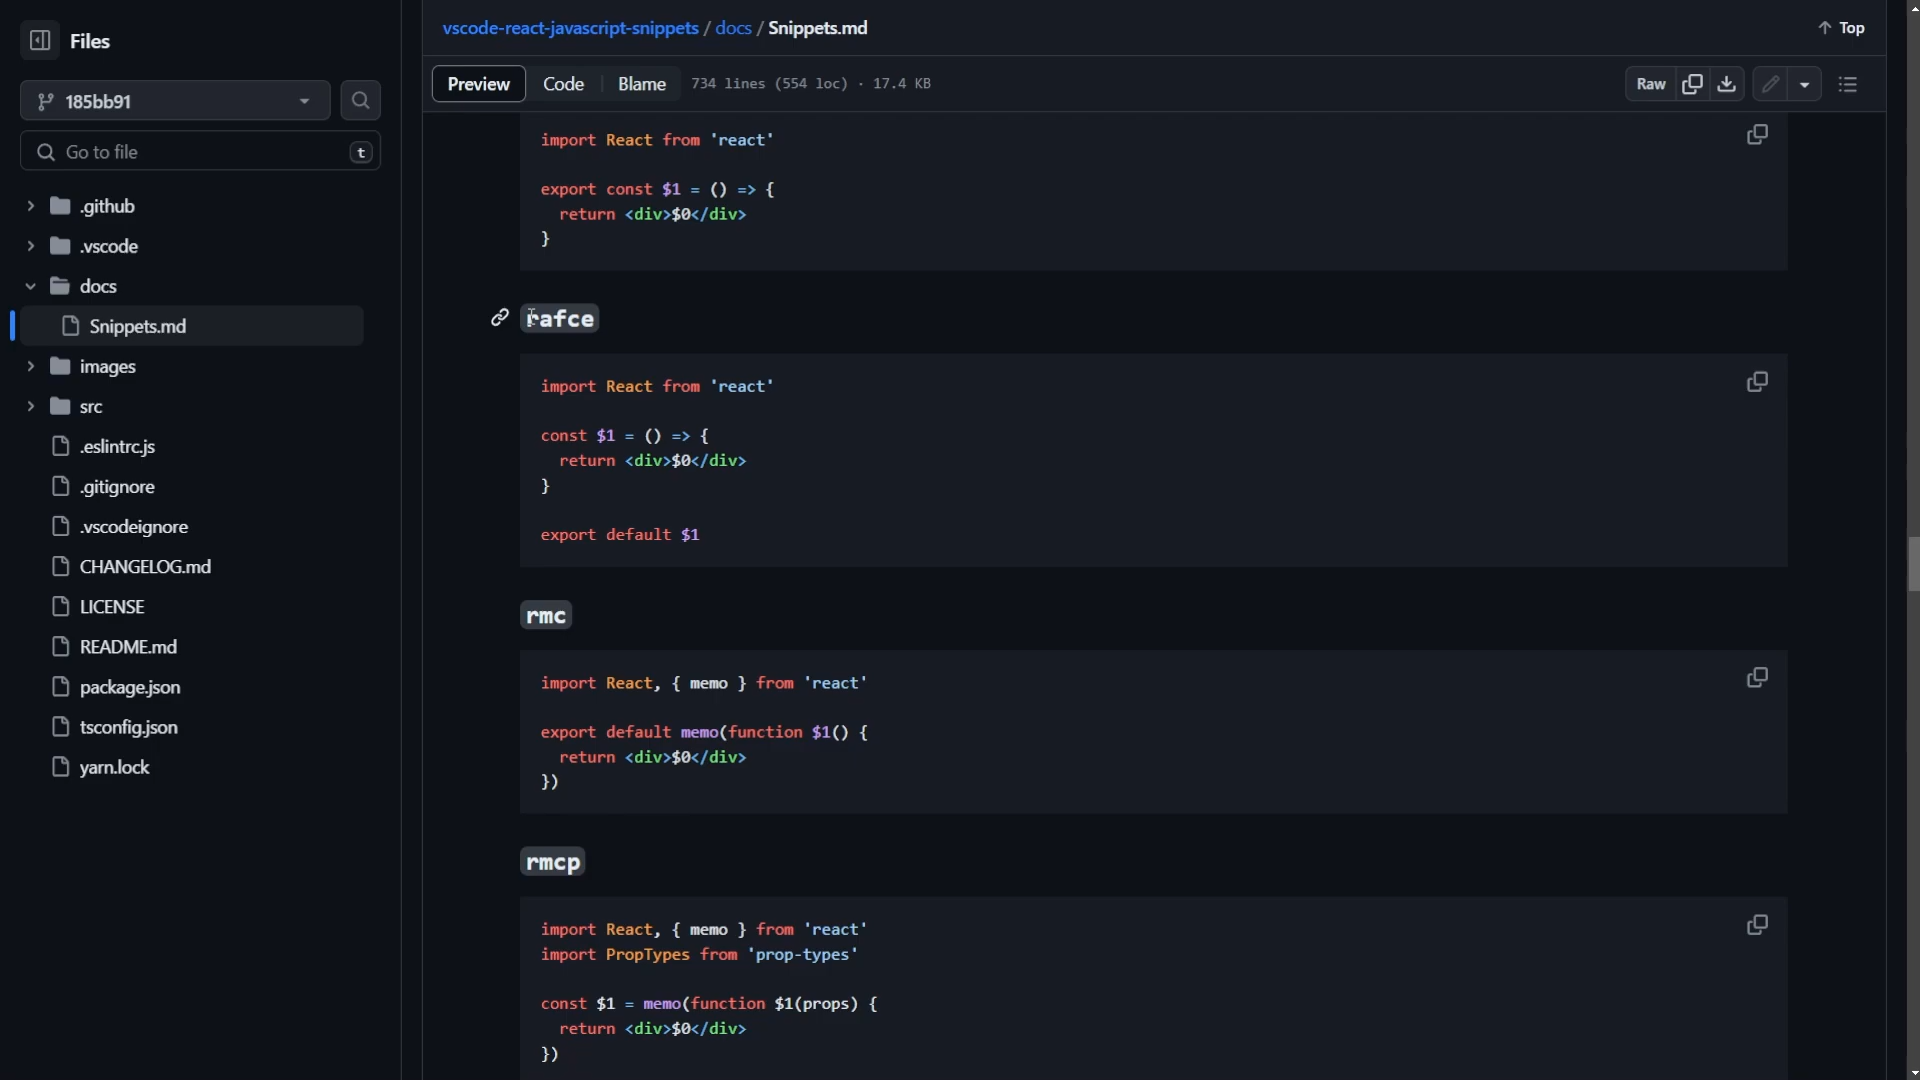 Files
185bb91
Go to file
t
.github
.vscode
docs
Snippets.md
images
src
.eslintrc.js
.gitignore
.vscodeignore
CHANGELOG.md
LICENSE
README.md
package.json
tsconfig.json
yarn.lock
vscode-react-javascript-snippets / docs / Snippets.md
Top
Preview
Code
Blame
734 lines (554 loc) · 17.4 KB
Raw
import React from 'react'
export const $1 = () => {
  return <div>$0</div>
}
rafce
import React from 'react'
const $1 = () => {
  return <div>$0</div>
}
export default $1
rmc
import React, { memo } from 'react'
export default memo(function $1() {
  return <div>$0</div>
})
rmcp
import React, { memo } from 'react'
import PropTypes from 'prop-types'
const $1 = memo(function $1(props) {
  return <div>$0</div>
})